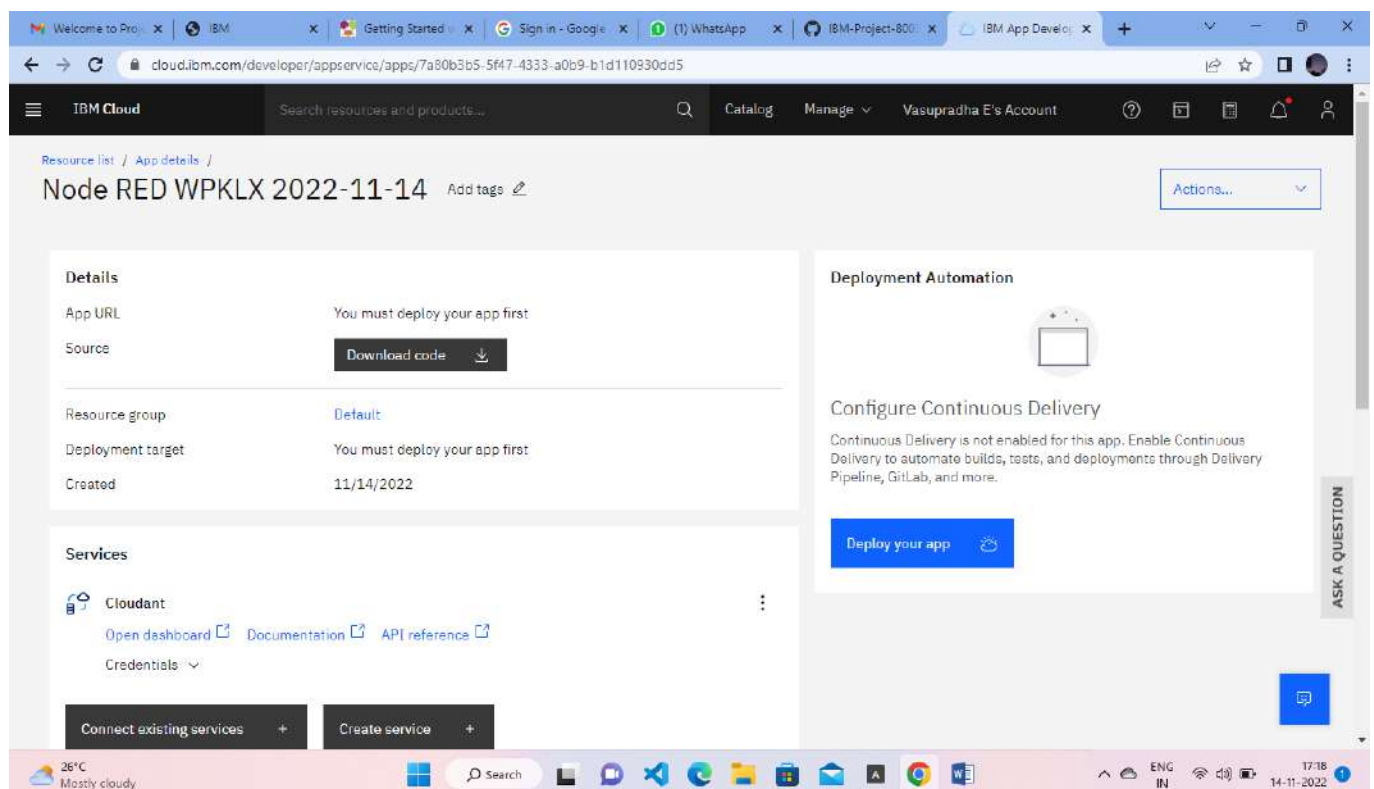 Welcome to Proj
IBM
Getting Started w
Sign in - Google
(1) WhatsApp
IBM-Project-800
IBM App Develop
cloud.ibm.com/developer/appservice/apps/7a80b3b5-5f47-4333-a0b9-b1d110930dd5
IBM Cloud
Search resources and products...
Catalog
Manage
Vasupradha E's Account
Resource list / App details /
Node RED WPKLX 2022-11-14
Add tags
Actions...
Details
App URL
You must deploy your app first
Source
Download code
Resource group
Default
Deployment target
You must deploy your app first
Created
11/14/2022
Deployment Automation
Configure Continuous Delivery
Continuous Delivery is not enabled for this app. Enable Continuous
Delivery to automate builds, tests, and deployments through Delivery
Pipeline, GitLab, and more.
Deploy your app
ASK A QUESTION
Services
Cloudant
Open dashboard Documentation API reference
Credentials
Connect existing services +
Create service +
26°C
Mostly cloudy
Search
ENG
IN
17:18
14-11-2022
1